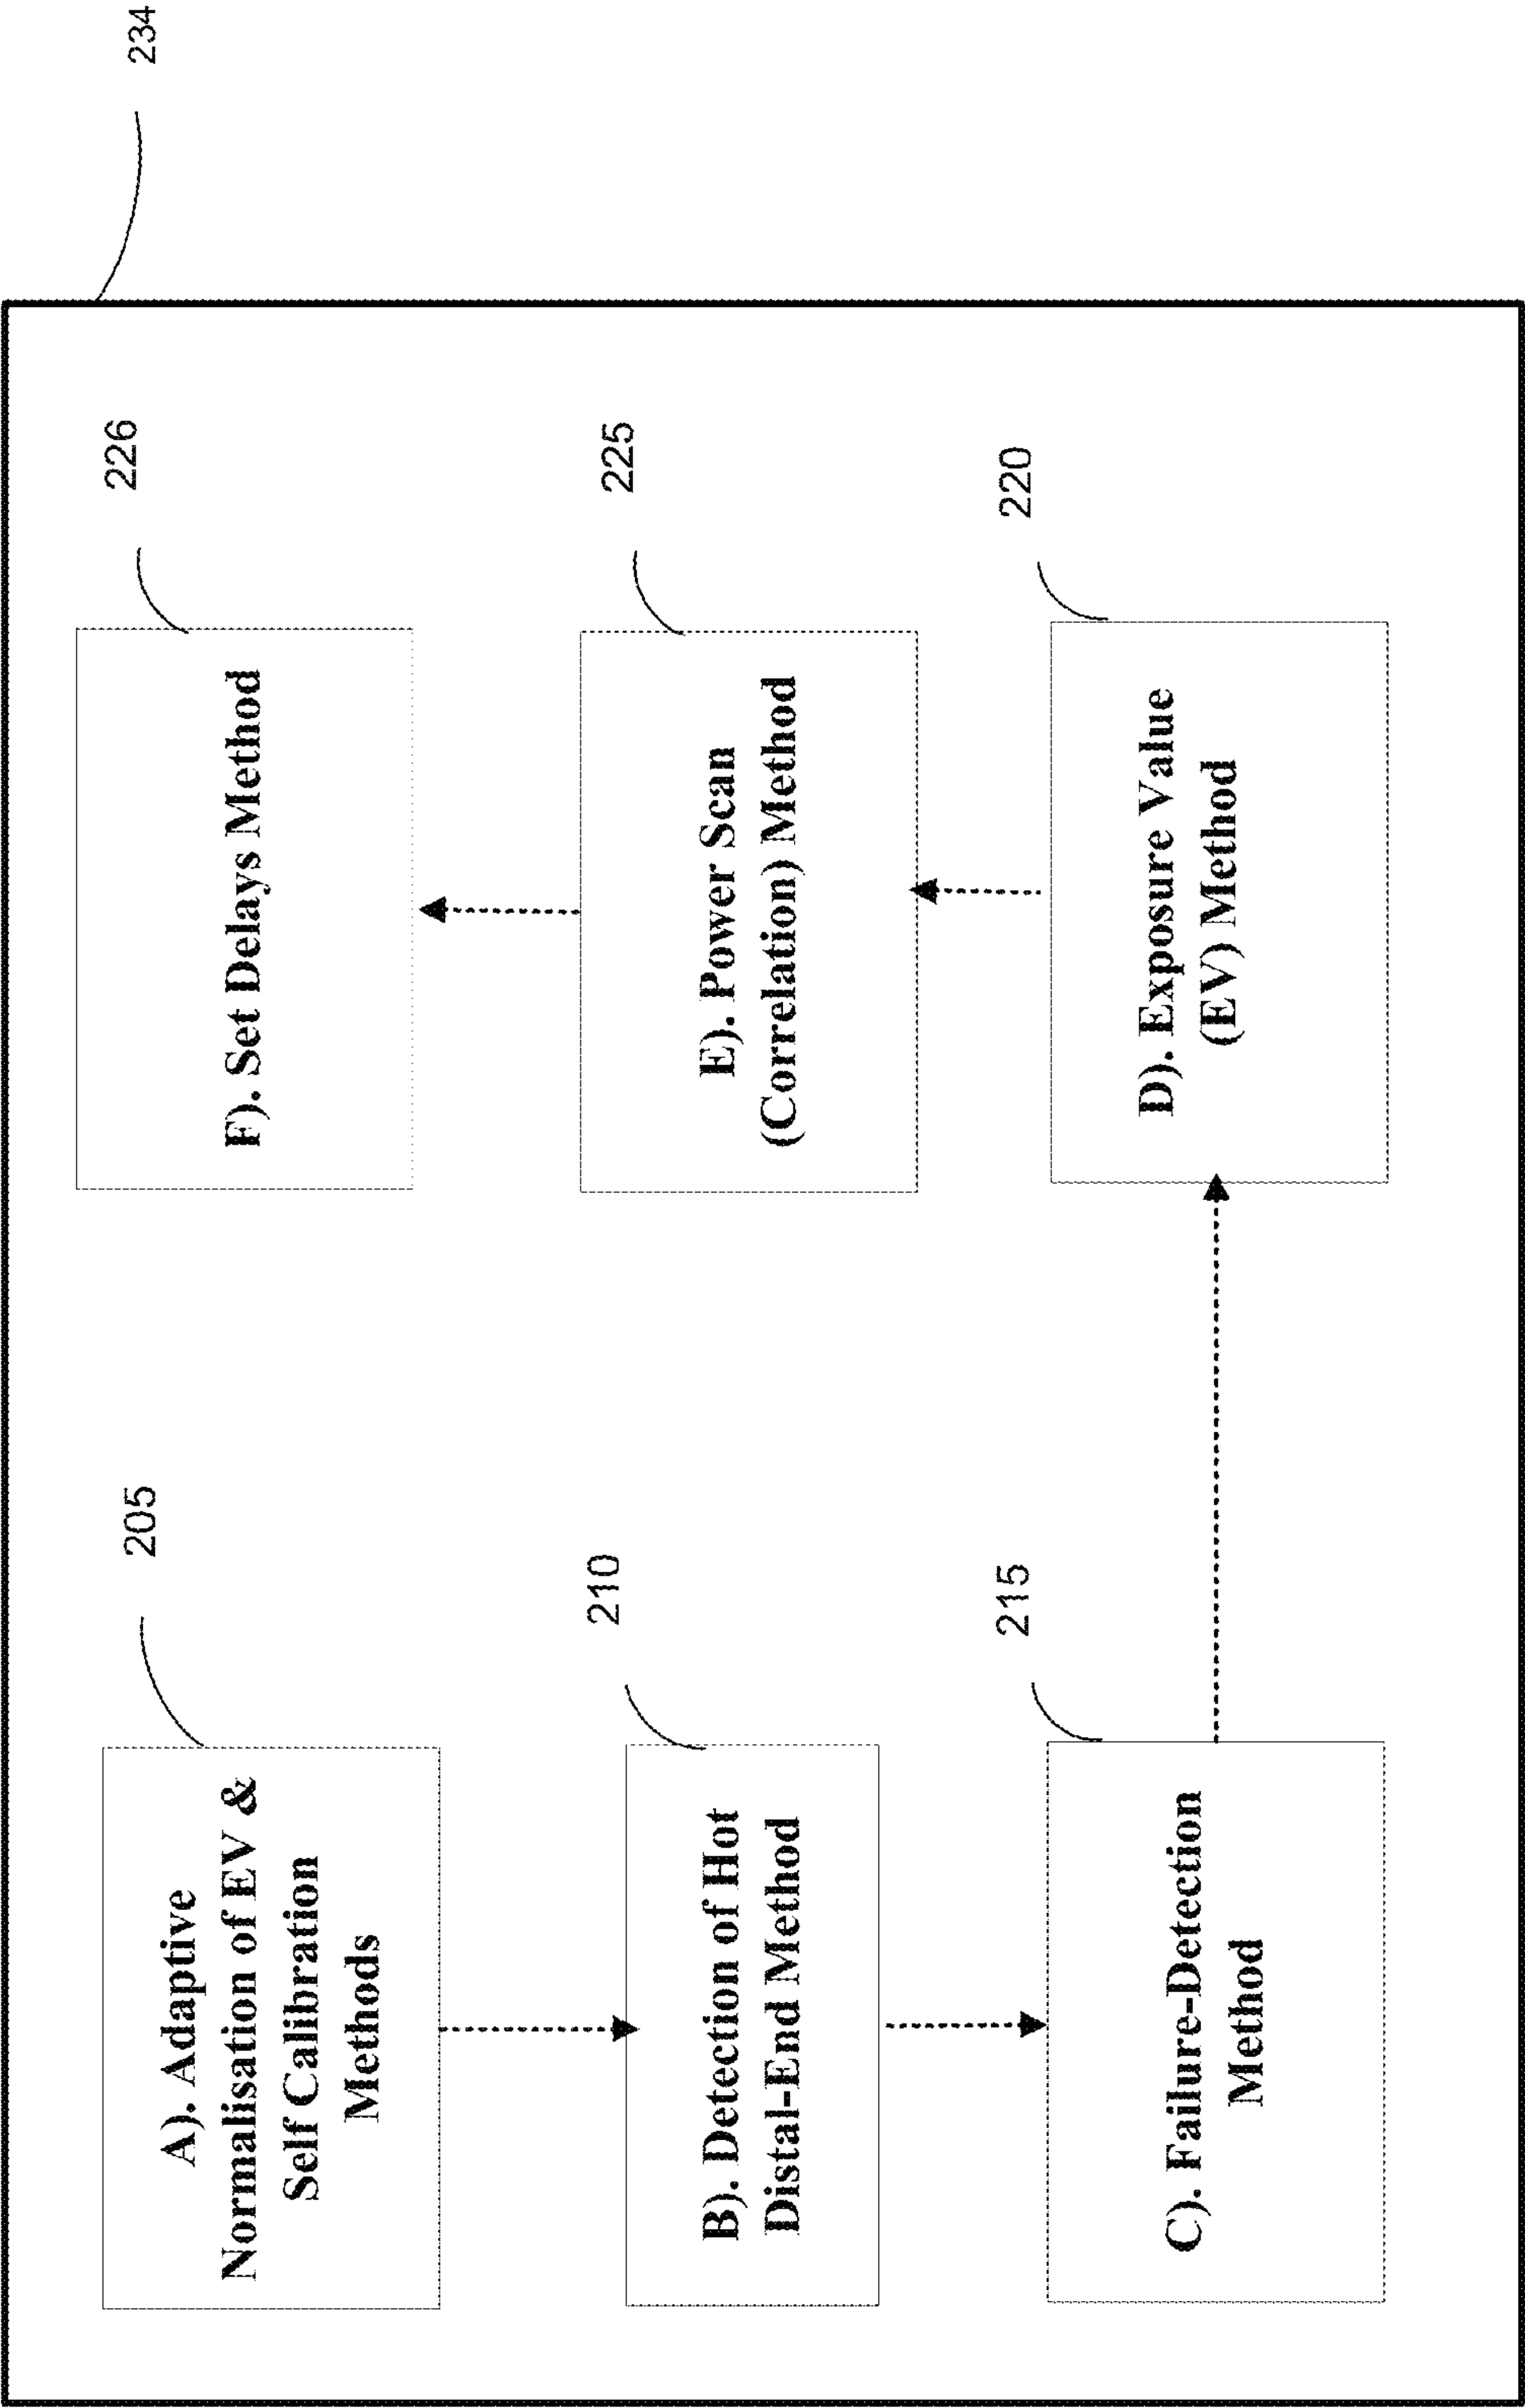 234
205
A). Adaptive
Normalisation of EV &
Self Calibration
Methods
210
B). Detection of Hot
Distal-End Method
215
C). Failure-Detection
Method
220
D). Exposure Value
(EV) Method
225
E). Power Scan
(Correlation) Method
226
F). Set Delays Method